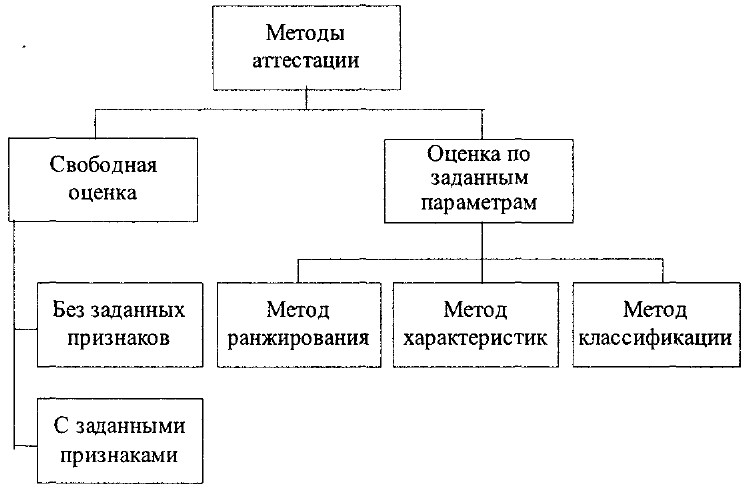 Методы
аттестации
Свободная
оценка
Оценка по
заданным
параметрам
Без заданных
признаков
Метод
ранжирования
Метод
характеристик
Метод
классификации
С заданными
признаками